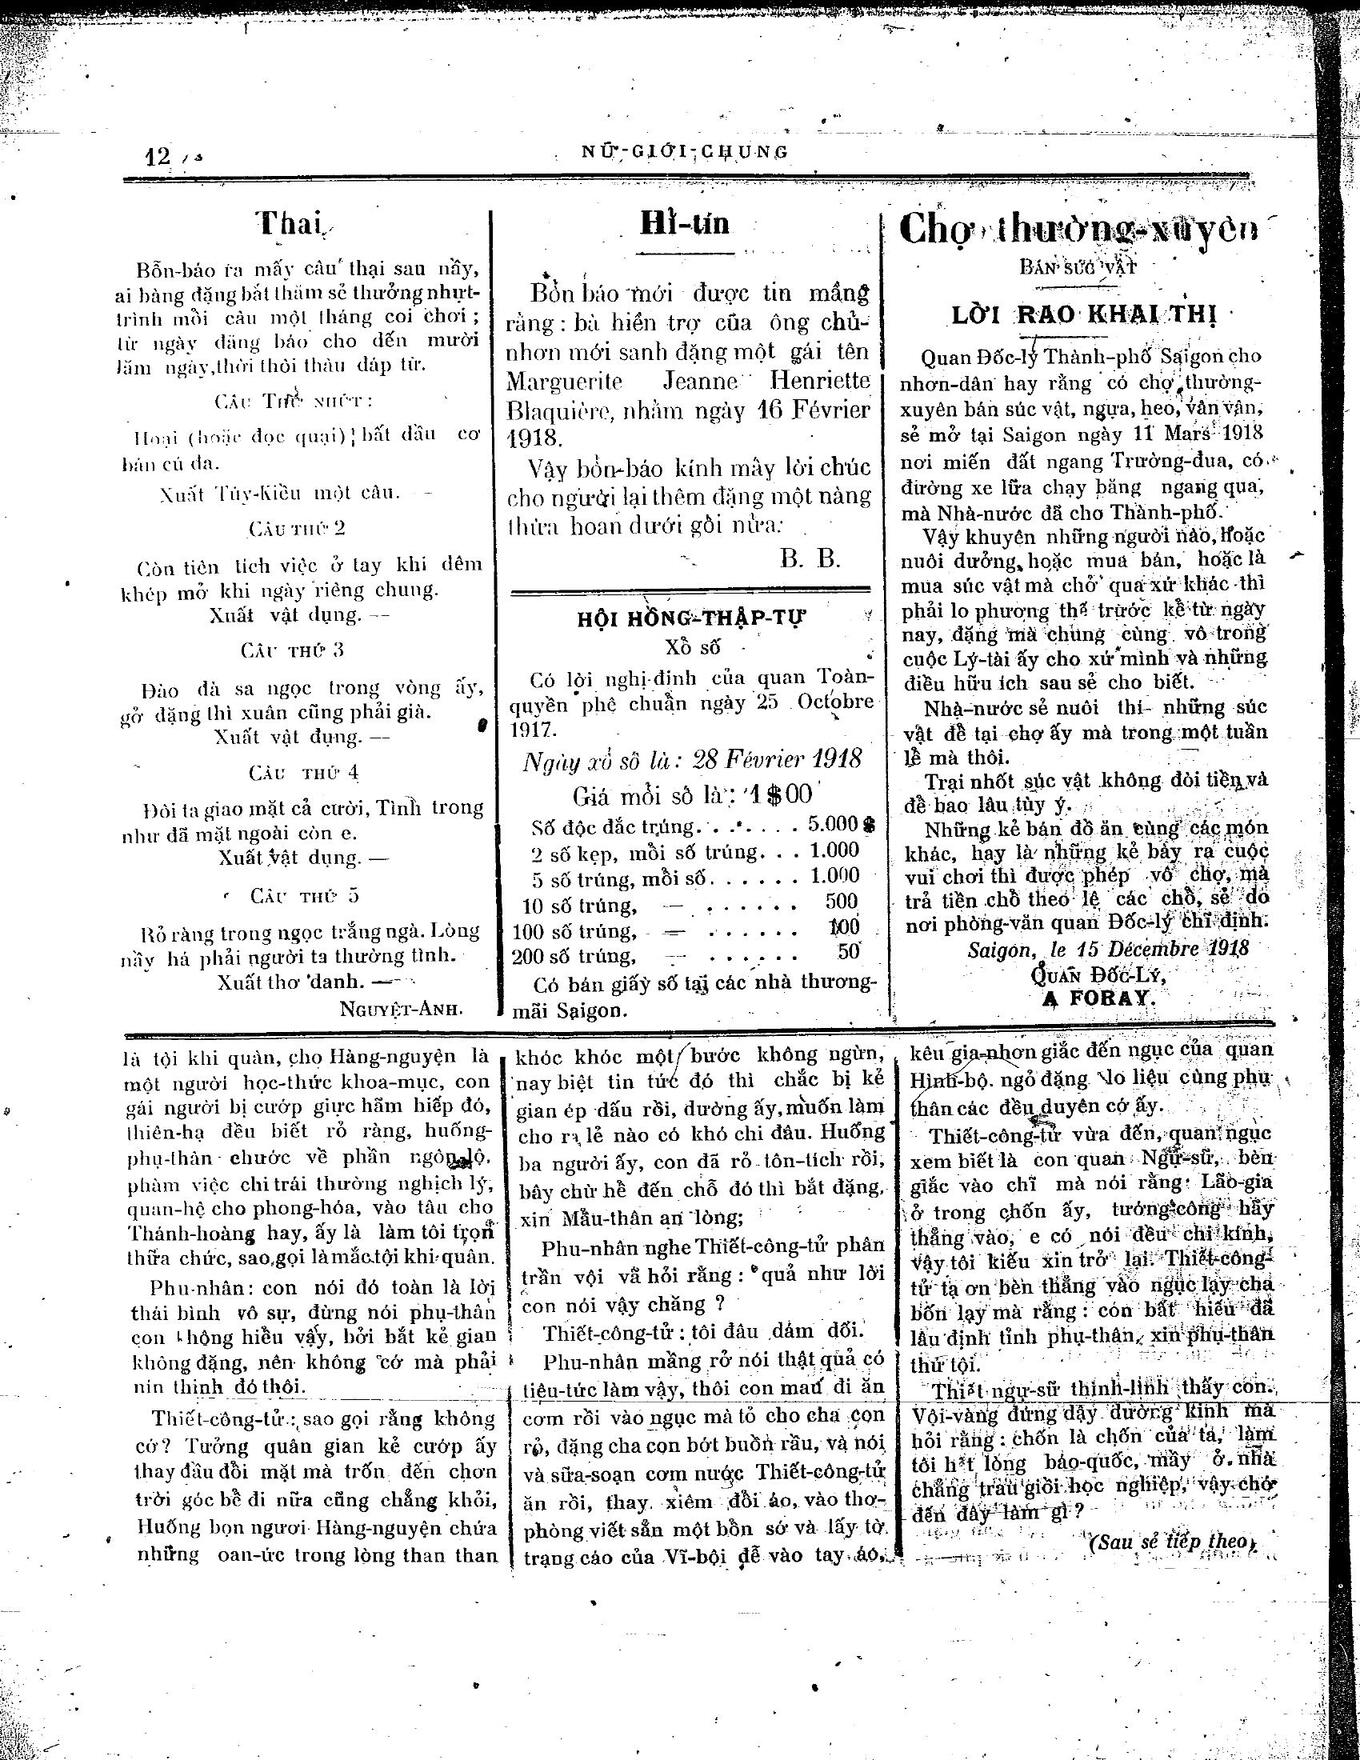 12
NỮ-GIỚI-CHUNG
Thai
Bỗn-báo ra mấy câu thại sau nầy,
ai bàng đặng bắt thăm sẻ thưởng nhựt-
trình mỗi câu một tháng coi chơi ;
từ ngày đăng báo cho đến mười
lăm ngày, thời thòi thàu dáp từ.
CÂU THỨ NHỨT :
Hoại (hoặc đọc quại) bất đầu cơ
bán cú da.
Xuất Túy-Kiều một câu. —
CÂU THỨ 2
Còn tiên tích việc ở tay khi đêm
khép mở khi ngày riêng chung.
Xuất vật dụng. —
CÂU THỨ 3
Đào đà sa ngọc trong vòng ấy,
gở đặng thì xuân cũng phải già.
Xuất vật dụng. —
CÂU THỨ 4
Đôi ta giao mặt cả cười, Tình trong
như đã mặt ngoài còn e.
Xuất vật dụng. —
CÂU THỨ 5
Rỏ ràng trong ngọc trắng ngà. Lòng
nầy há phải người ta thường tình.
Xuất thơ danh. —
NGUYỆT-ANH.
Hỉ-tín
Bổn báo mới được tin mầng
rằng : bà hiền trợ của ông chủ-
nhơn mới sanh đặng một gái tên
Marguerite Jeanne Henriette
Blaquière, nhằm ngày 16 Février
1918.
Vậy bổn-báo kính mấy lời chúc
cho người lại thêm đặng một nàng
thừa hoan dưới gối nửa.
B. B.
HỘI HỒNG-THẬP-TỰ
Xổ số
Có lời nghị-định của quan Toàn-
quyền phê chuẩn ngày 25 Octobre
1917.
Ngày xổ số là : 28 Février 1918
Giá mỗi số là : 1$00
Số độc đắc trúng. . . . . . . 5.000$
2 số kẹp, mỗi số trúng. . . 1.000
5 số trúng, mỗi số. . . . . . 1.000
10 số trúng, — . . . . . . 500
100 số trúng, — . . . . . . 100
200 số trúng, — . . . . . . 50
Có bán giấy số tại các nhà thương-
mãi Saigon.
Chợ thường-xuyên
BÁN SÚC VẬT
LỜI RAO KHAI THỊ
Quan Đốc-lý Thành-phố Saigon cho
nhơn-dân hay rằng có chợ thường-
xuyên bán súc vật, ngựa, heo, vân vân,
sẻ mở tại Saigon ngày 11 Mars 1918
nơi miến đất ngang Trường-đua, có
đường xe lữa chạy băng ngang qua,
mà Nhà-nước đã cho Thành-phố.
Vậy khuyên những người nào, hoặc
nuôi dưởng, hoặc mua bán, hoặc là
mua súc vật mà chở qua xứ khác thì
phải lo phương thế trước kể từ ngày
nay, đặng mà chung cùng vô trong
cuộc Lý-tài ấy cho xứ mình và những
điều hữu ích sau sẻ cho biết.
Nhà-nước sẻ nuôi thí những súc
vật để tại chợ ấy mà trong một tuần
lễ mà thôi.
Trại nhốt súc vật không đòi tiền và
để bao lâu tùy ý.
Những kẻ bán đồ ăn cùng các món
khác, hay là những kẻ bày ra cuộc
vui chơi thì được phép vô chợ, mà
trả tiền chổ theo lệ các chổ, sẻ do
nơi phòng-văn quan Đốc-lý chỉ định.
Saigon, le 15 Décembre 1918
QUAN ĐỐC-LÝ,
A FORAY.
là tội khi quàn, cho Hàng-nguyện là
một người học-thức khoa-mục, con
gái người bị cướp giực hãm hiếp đó,
thiên-hạ đều biết rỏ ràng, huống-
phụ-thân chước về phần ngôn-lộ,
phàm việc chi trái thường nghịch lý,
quan-hệ cho phong-hóa, vào tâu cho
Thánh-hoàng hay, ấy là làm tôi trọn
thữa chức, sao gọi là mắc tội khi quân.
Phu-nhân : con nói đó toàn là lời
thái bình vô sự, đừng nói phụ-thân
con không hiều vậy, bởi bắt kẻ gian
không đặng, nên không cớ mà phải
nin thinh đó thôi.
Thiết-công-tử : sao gọi rằng không
cớ ? Tưởng quân gian kẻ cướp ấy
thay đầu đổi mặt mà trốn đến chơn
trời góc bể đi nữa cũng chẳng khỏi,
Huống bọn ngươi Hàng-nguyện chứa
những oan-ức trong lòng than than
khóc khóc một bước không ngừn,
nay biệt tin tức đó thì chắc bị kẻ
gian ép dấu rồi, dường ấy, muốn làm
cho ra lẻ nào có khó chi đâu. Huống
ba người ấy, con đã rỏ tôn-tích rồi,
bây chừ hề đến chỗ đó thì bắt đặng,
xin Mẫu-thân an lòng;
Phu-nhân nghe Thiết-công-tử phân
trần vội vã hỏi rằng : quả như lời
con nói vậy chăng ?
Thiết-công-tử : tôi đâu dám dối.
Phu-nhân mầng rở nói thật quả có
tiệu-tức làm vậy, thôi con mau đi ăn
cơm rồi vào ngục mà tỏ cho cha con
rỏ, đặng cha con bớt buồn rầu, và nói
và sữa-soạn cơm nước Thiết-công-tử
ăn rồi, thay xiêm đổi áo, vào thơ-
phòng viết sẵn một bổn sớ và lấy tờ
trạng cáo của Vĩ-bội để vào tay áo,
kêu gia-nhơn giắc đến ngục của quan
Hình-bộ. ngỏ đặng lo liệu cùng phụ
thân các đều duyên cớ ấy.
Thiết-công-tử vừa đến, quan ngục
xem biết là con quan Ngự-sữ, bèn
giắc vào chỉ mà nói rằng : Lão-gia
ở trong chốn ấy, tướng-công hãy
thẳng vào, e có nói đều chi kính,
vậy tôi kiếu xin trở lại. Thiết-công-
tử tạ ơn bèn thẳng vào ngục lạy cha
bốn lạy mà rằng : con bất hiếu đã
lâu định tỉnh phụ-thân, xin phụ-thân
thứ tội.
Thiết ngự-sữ thình-lình thấy con.
Vội-vàng đứng dậy dường kinh mà
hỏi rằng : chốn là chốn của ta, làm
tôi hết lòng báo-quốc, mầy ở nhà
chẳng trau giồi học nghiệp, vậy chớ
đến đây làm gì ?
(Sau sẻ tiếp theo)